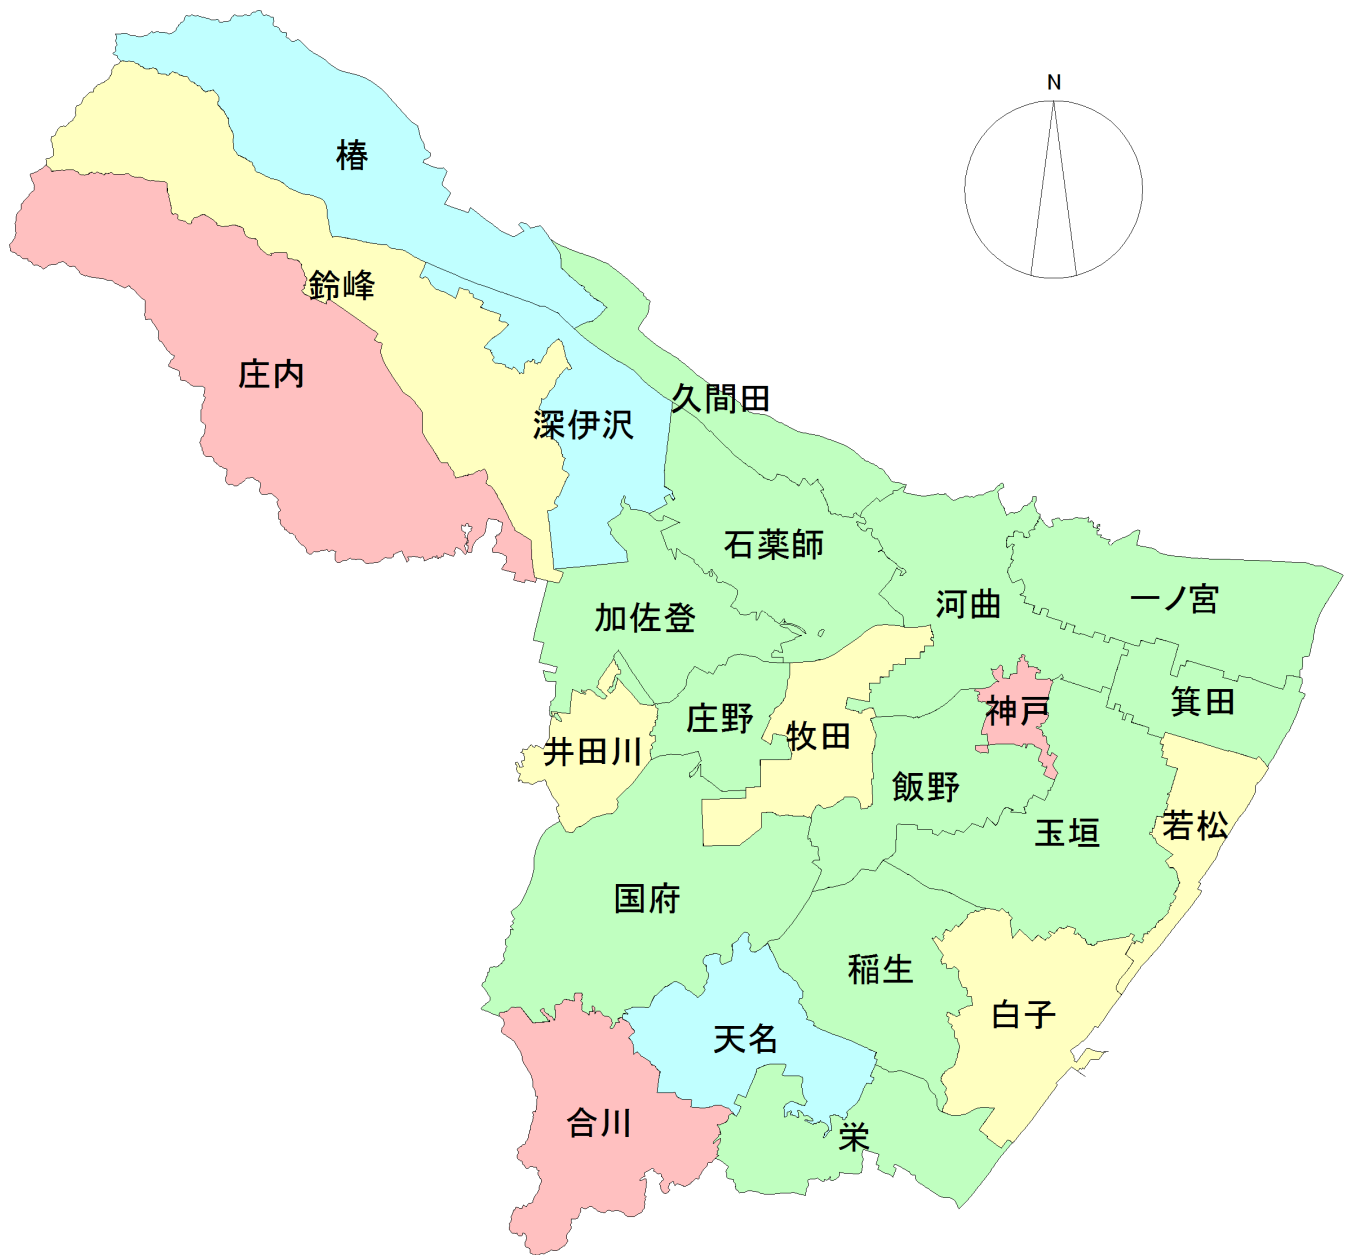 N
椿
鈴峰
庄内
久間田
深伊沢
石薬師
一ノ宮
河曲
加佐登
箕田
神戸
庄野
牧田
井田川
飯野
若松
玉垣
国府
稲生
白子
天名
合川
栄